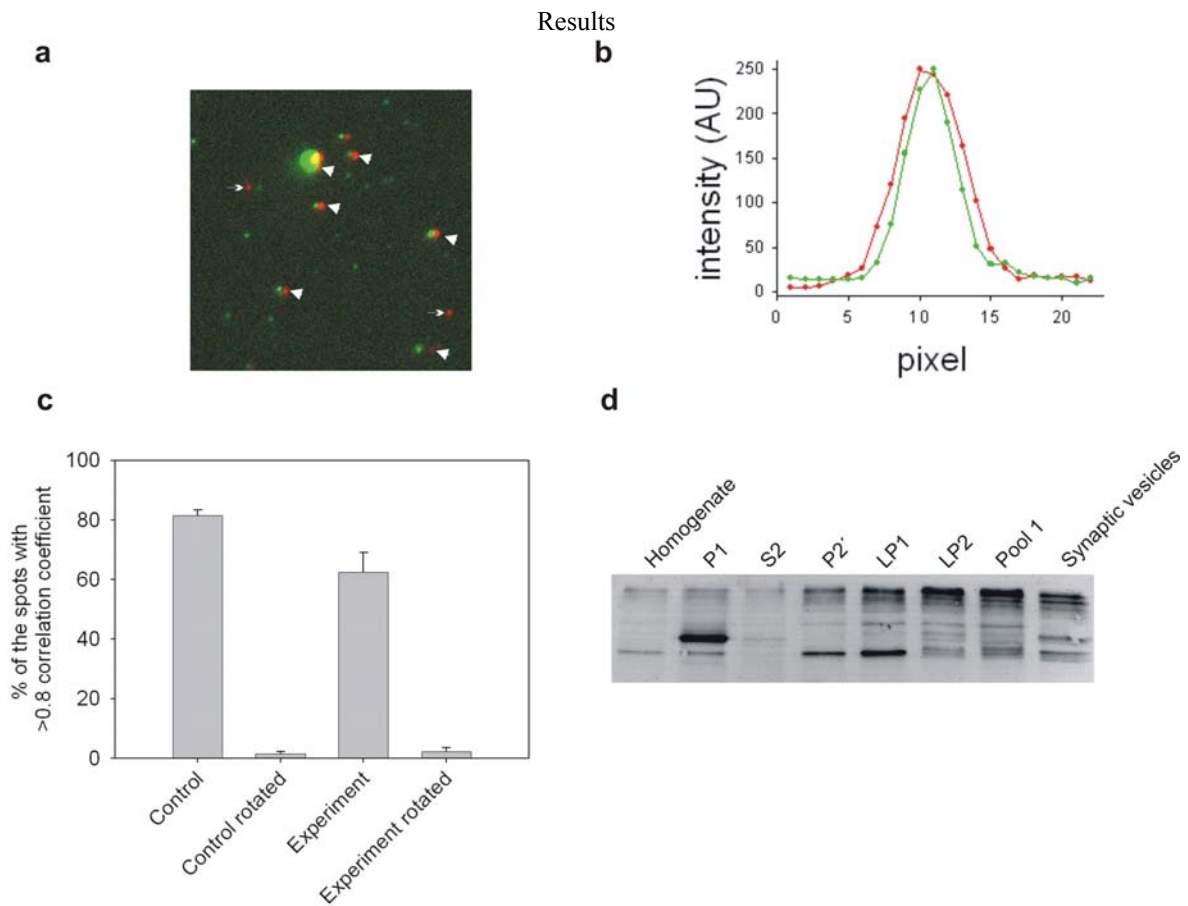 Results
a
b
250
200
150
100
50
0
intensity (AU)
0 5 10 15 20
pixel
c
100
80
60
40
20
0
% of the spots with
>0.8 correlation coefficient
Control
Control rotated
Experiment
Experiment rotated
d
Homogenate
P1
S2
P2´
LP1
LP2
Pool 1
Synaptic vesicles